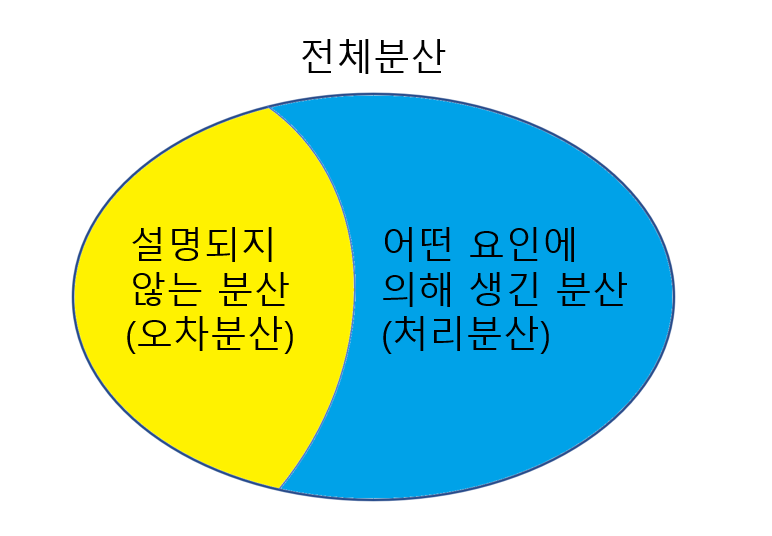 전체분산
설명되지
않는 분산
(오차분산)
어떤 요인에
의해 생긴 분산
(처리분산)